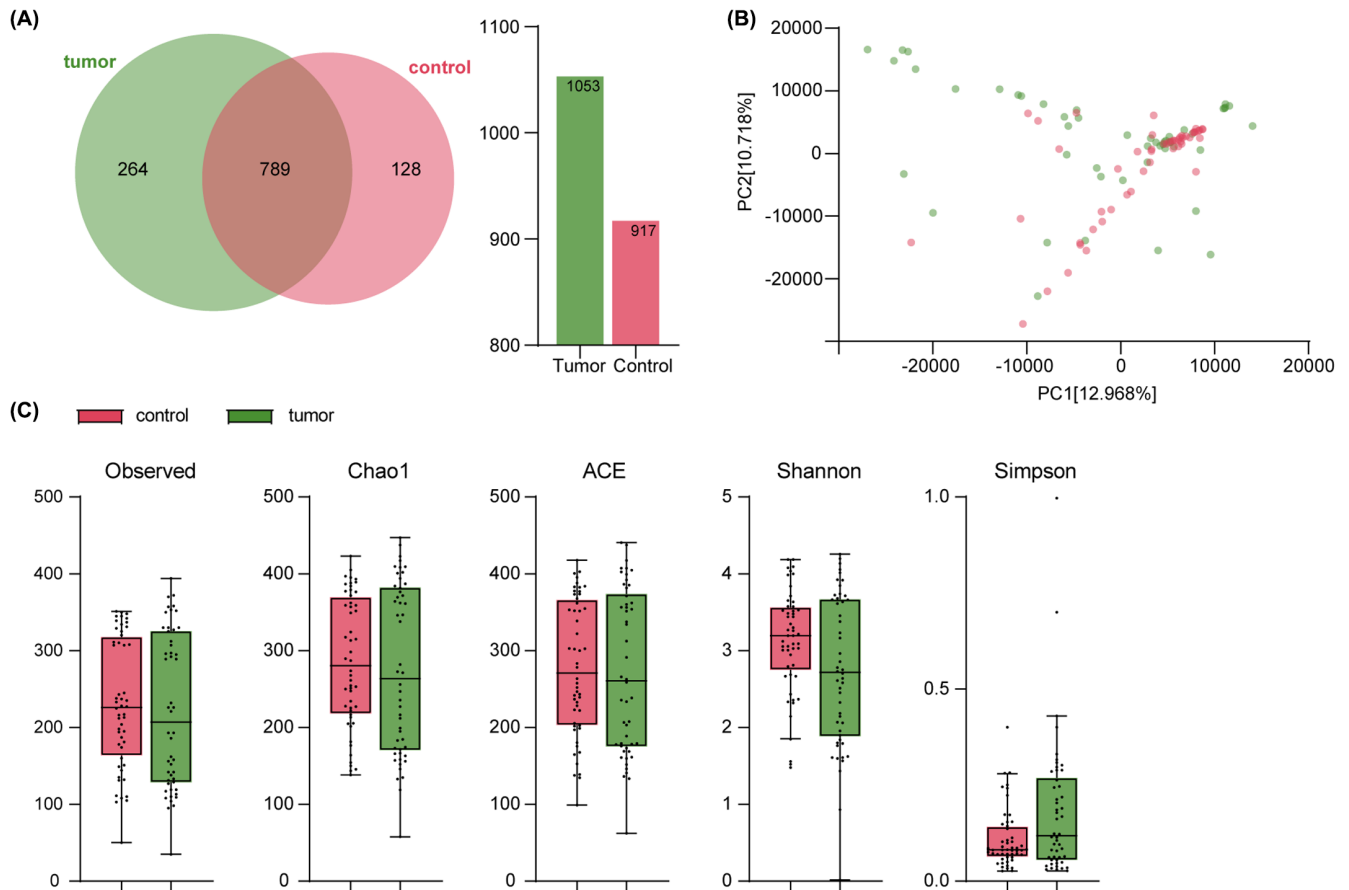 (A)
tumor
control
264
789
128
1100
1000
900
800
1053
917
Tumor
Control
(B)
PC2[10.718%]
20000
10000
0
-10000
20000
-20000
-10000
0
10000
20000
PC1[12.968%]
(C)
control
tumor
Observed
500
400
300
200
100
0
Chao1
500
400
300
200
100
0
ACE
500
400
300
200
100
0
Shannon
5
4
3
2
1
0
Simpson
1.0
0.5
0.0